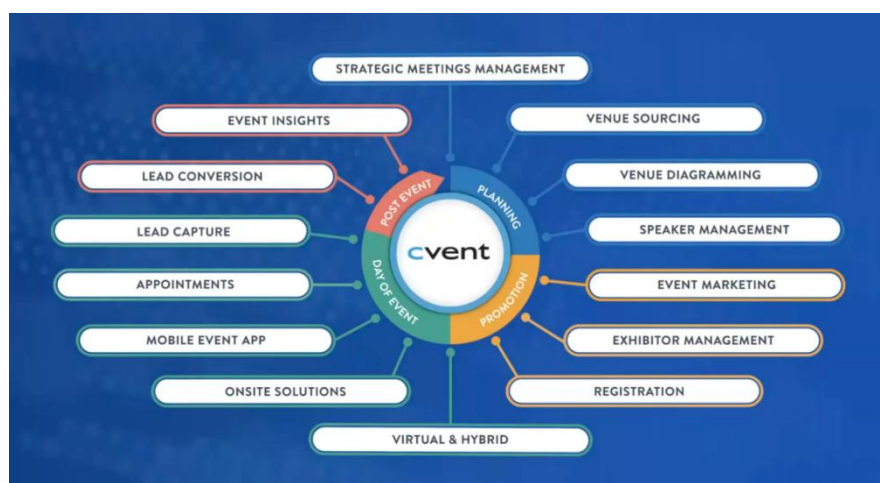 STRATEGIC MEETINGS MANAGEMENT
EVENT INSIGHTS
VENUE SOURCING
LEAD CONVERSION
VENUE DIAGRAMMING
POST EVENT
PLANNING
LEAD CAPTURE
SPEAKER MANAGEMENT
cvent
APPOINTMENTS
EVENT MARKETING
DAY OF EVENT
PROMOTION
MOBILE EVENT APP
EXHIBITOR MANAGEMENT
ONSITE SOLUTIONS
REGISTRATION
VIRTUAL & HYBRID